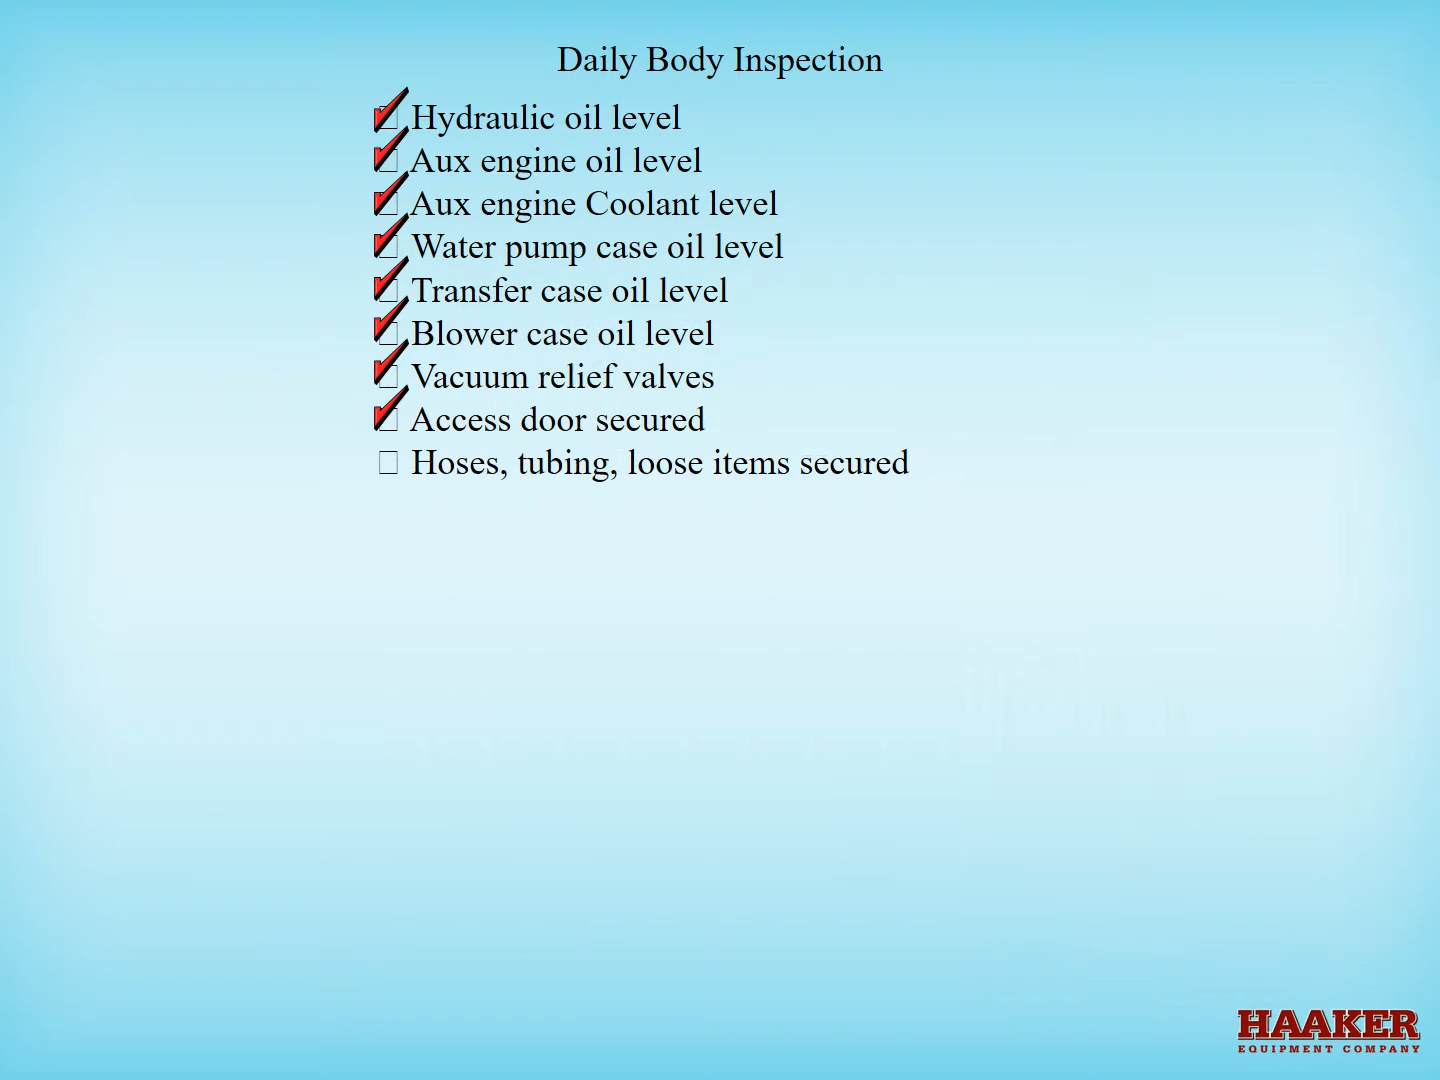 Daily Body Inspection
Hydraulic oil level
Aux engine oil level
Aux engine Coolant level
Water pump case oil level
Transfer case oil level
Blower case oil level
Vacuum relief valves
Access door secured
Hoses, tubing, loose items secured
HAAKER
EQUIPMENT COMPANY